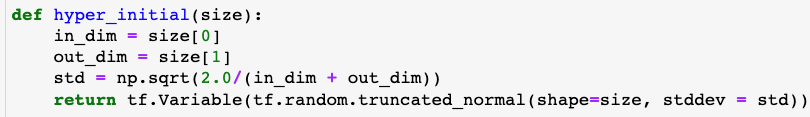 def hyper_initial(size):
    in_dim = size[0]
    out_dim = size[1]
    std = np.sqrt(2.0/(in_dim + out_dim))
    return tf.Variable(tf.random.truncated_normal(shape=size, stddev = std))